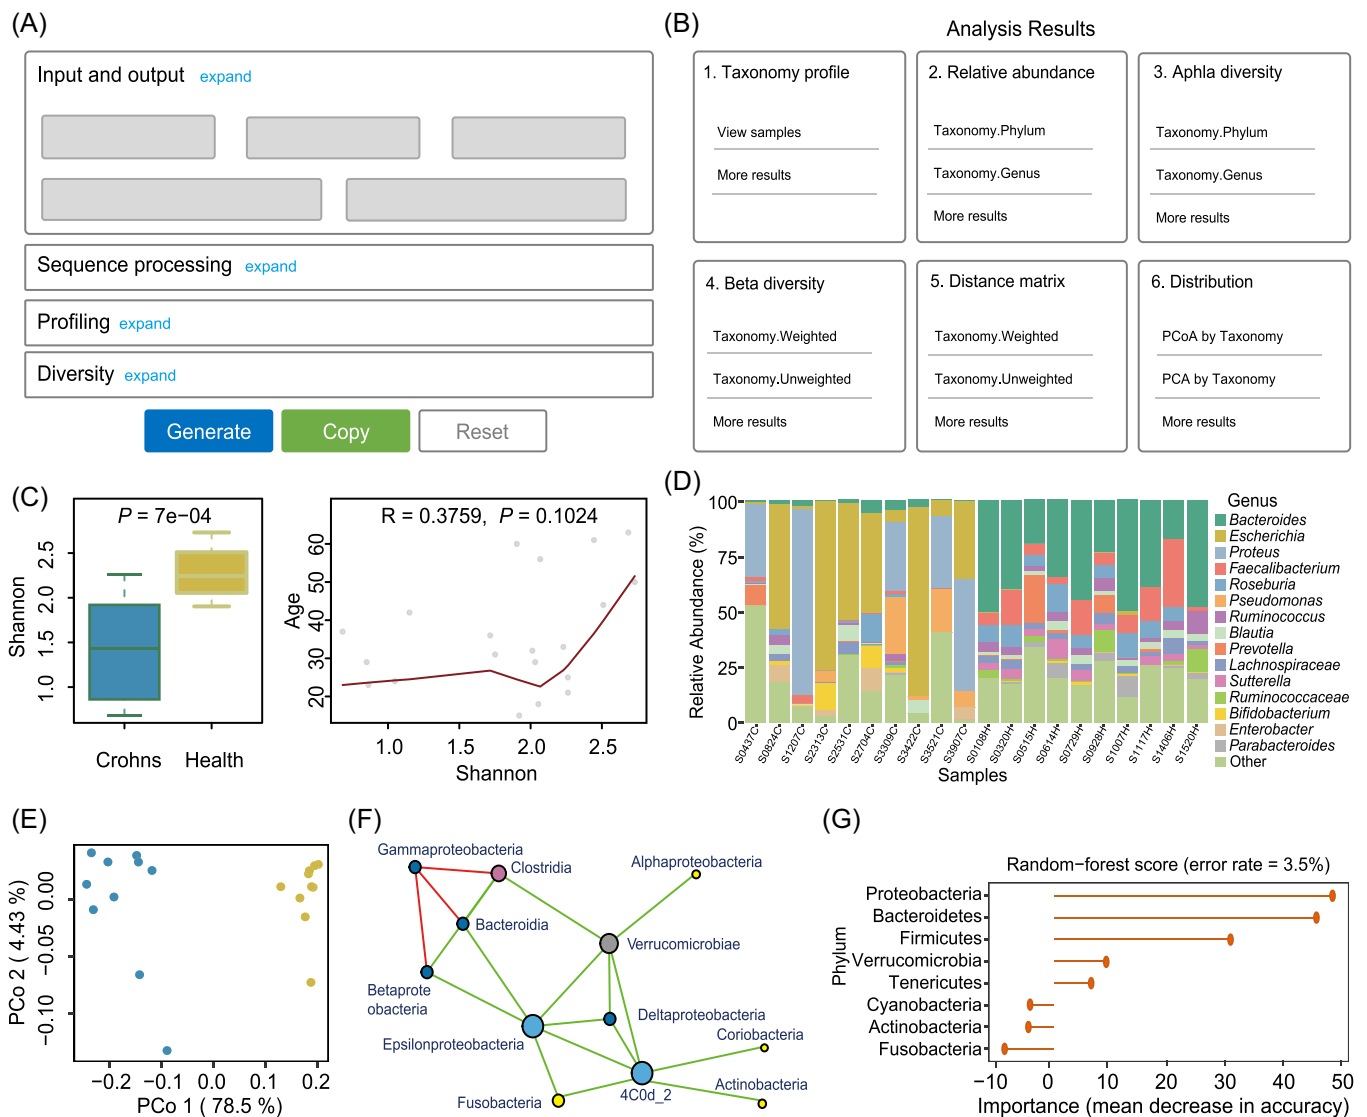 (A)
Input and output expand
Sequence processing expand
Profiling expand
Diversity expand
Generate
Copy
Reset
(B)
Analysis Results
1. Taxonomy profile
View samples
More results
2. Relative abundance
Taxonomy.Phylum
Taxonomy.Genus
More results
3. Aphla diversity
Taxonomy.Phylum
Taxonomy.Genus
More results
4. Beta diversity
Taxonomy.Weighted
Taxonomy.Unweighted
More results
5. Distance matrix
Taxonomy.Weighted
Taxonomy.Unweighted
More results
6. Distribution
PCoA by Taxonomy
PCA by Taxonomy
More results
(C)
P = 7e−04
Shannon
2.5
2.0
1.5
1.0
Crohns
Health
R = 0.3759, P = 0.1024
Age
60
50
40
30
20
1.0
1.5
2.0
2.5
Shannon
(D)
Relative Abundance (%)
100
75
50
25
0
S0437C
S0824C
S1207C
S2313C
S2531C
S2704C
S3309C
S3422C
S3521C
S3907C
S0108H
S0320H
S0515H
S0614H
S0729H
S0928H
S1007H
S1117H
S1406H
S1520H
Samples
Genus
Bacteroides
Escherichia
Proteus
Faecalibacterium
Roseburia
Pseudomonas
Ruminococcus
Blautia
Prevotella
Lachnospiraceae
Sutterella
Ruminococcaceae
Bifidobacterium
Enterobacter
Parabacteroides
Other
(E)
PCo 2 ( 4.43 %)
0.00
−0.05
−0.10
−0.2
−0.1
0.0
0.1
0.2
PCo 1 ( 78.5 %)
(F)
Gammaproteobacteria
Clostridia
Alphaproteobacteria
Bacteroidia
Verrucomicrobiae
Betaprote
obacteria
Deltaproteobacteria
Epsilonproteobacteria
Coriobacteria
Actinobacteria
4C0d_2
Fusobacteria
(G)
Random−forest score (error rate = 3.5%)
Phylum
Proteobacteria
Bacteroidetes
Firmicutes
Verrucomicrobia
Tenericutes
Cyanobacteria
Actinobacteria
Fusobacteria
−10
0
10
20
30
40
50
Importance (mean decrease in accuracy)